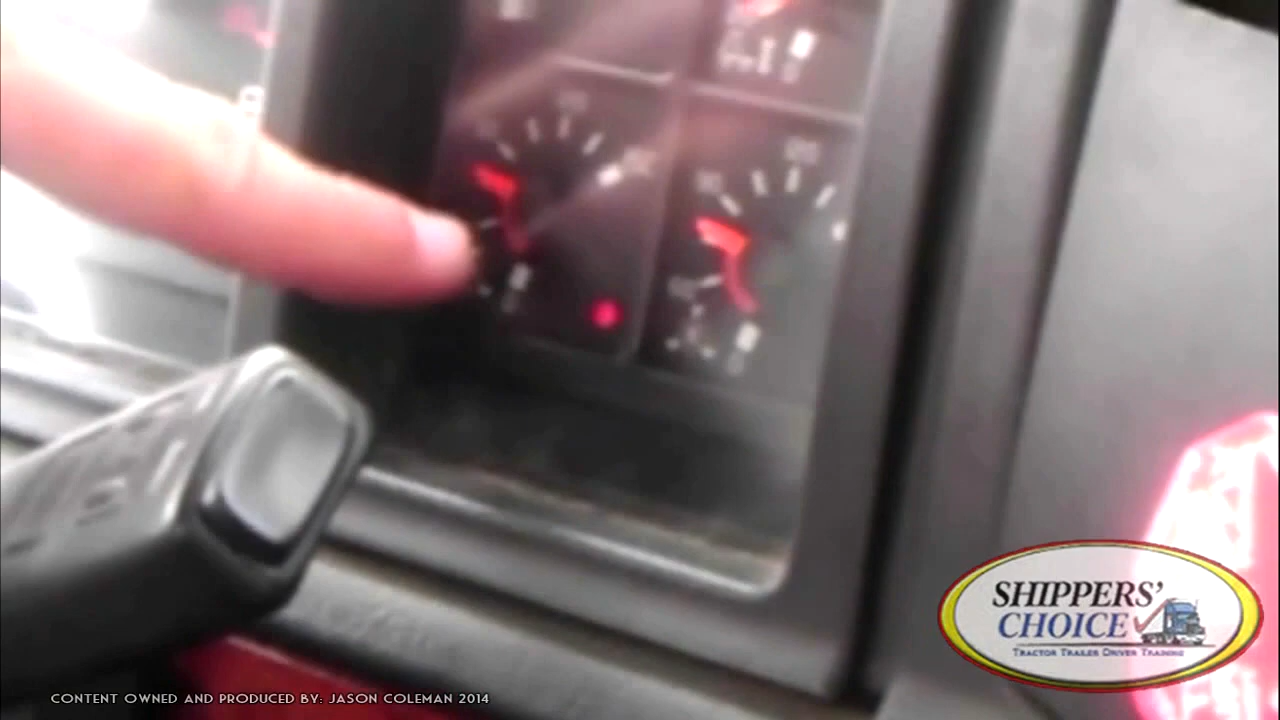 SHIPPERS'
CHOICE
TRACTOR TRAILER DRIVER TRAINING
CONTENT OWNED AND PRODUCED BY: JASON COLEMAN 2014